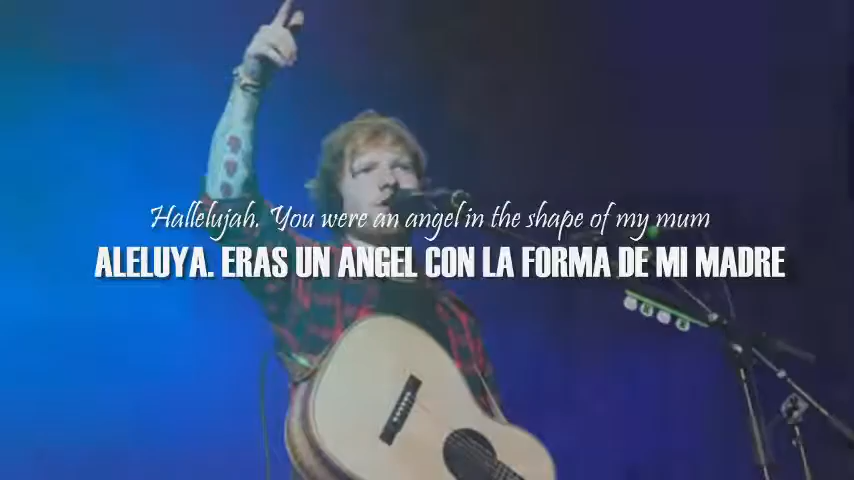 Hallelujah. You were an angel in the shape of my mum
ALELUYA. ERAS UN ANGEL CON LA FORMA DE MI MADRE